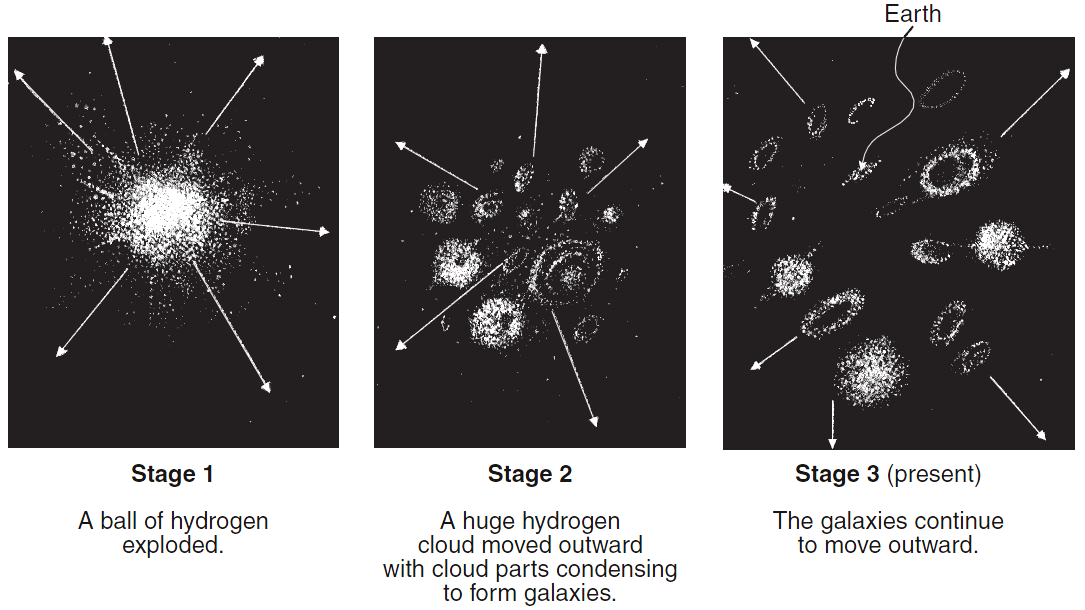 Earth
Stage 1
A ball of hydrogen
exploded.
Stage 2
A huge hydrogen
cloud moved outward
with cloud parts condensing
to form galaxies.
Stage 3 (present)
The galaxies continue
to move outward.